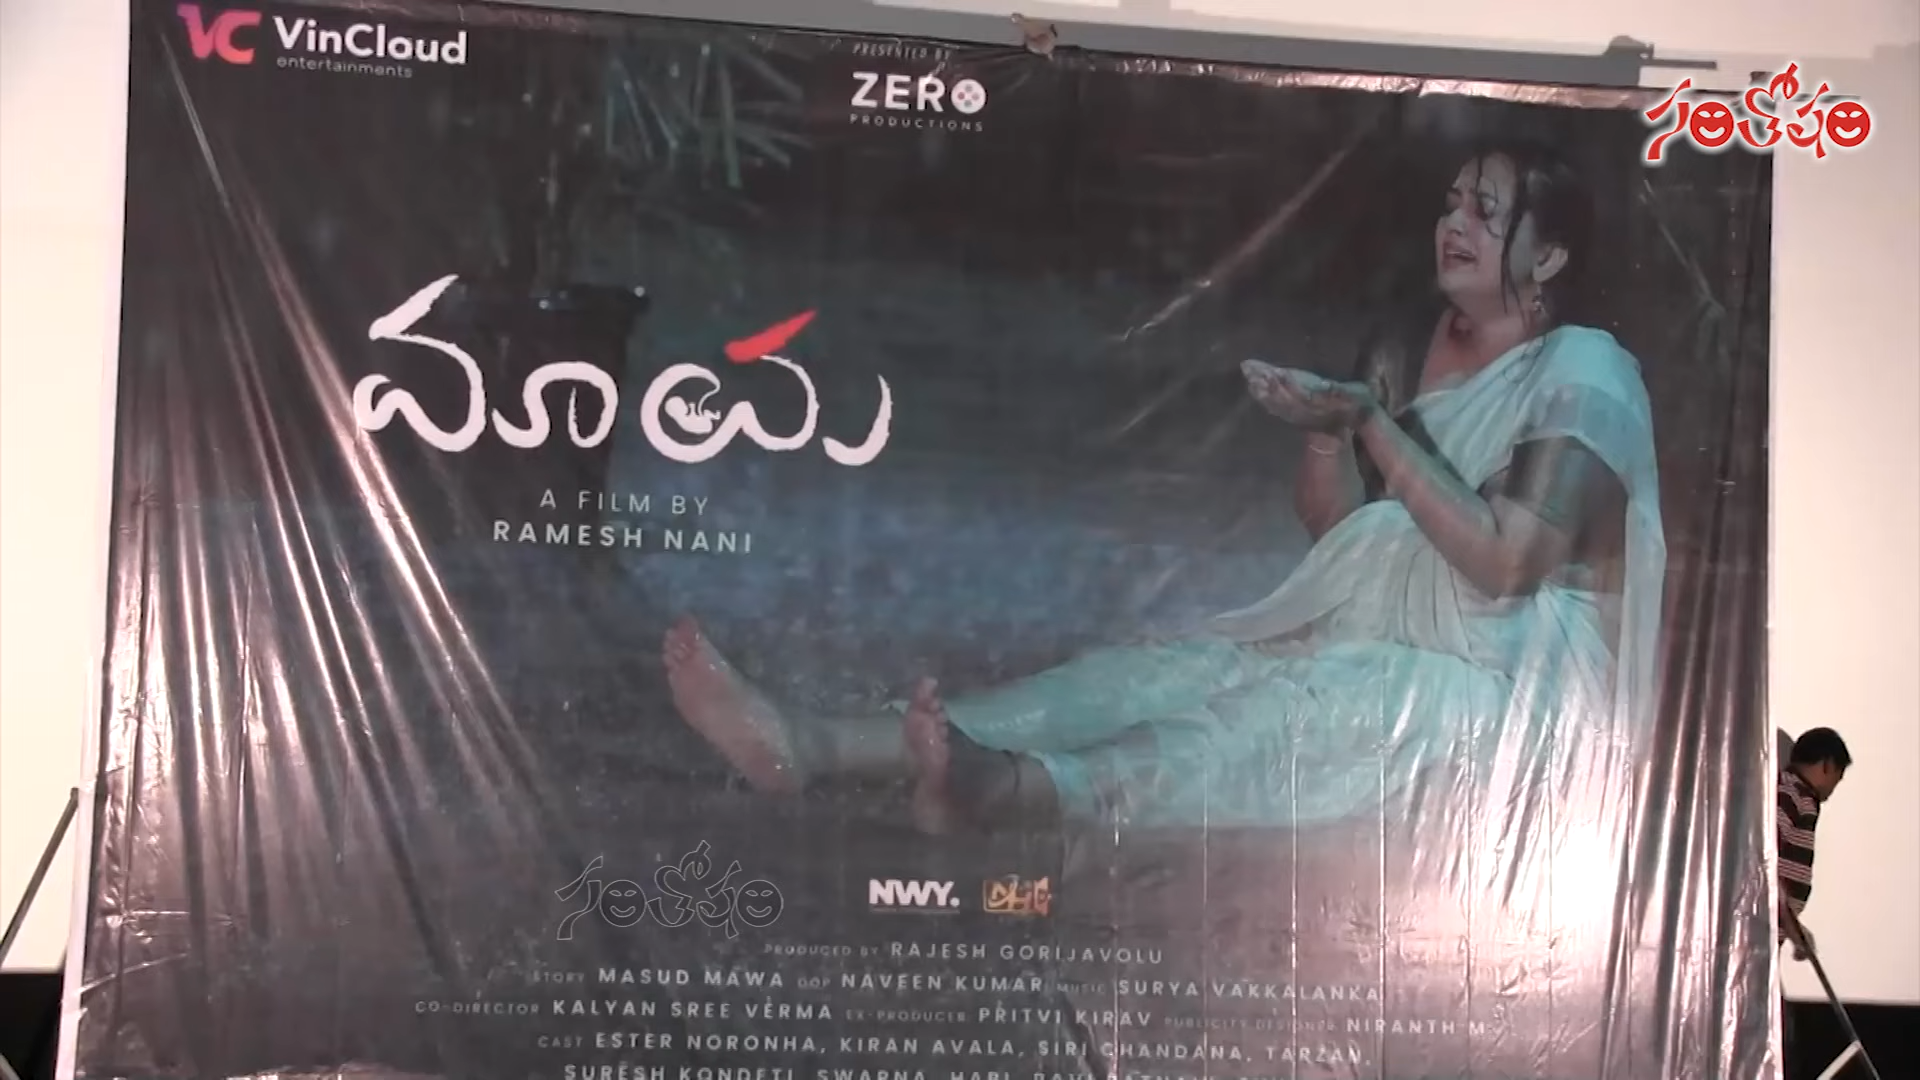 VC VinCloud
entertainments
PRESENTED BY
ZERO
PRODUCTIONS
సంతోషం
మాయ
A FILM BY
RAMESH NANI
సంతోషం
NWY.
PRODUCED BY RAJESH GORIJAVOLU
STORY MASUD MAWA DOP NAVEEN KUMAR MUSIC SURYA VAKKALANKA
CO-DIRECTOR KALYAN SREE VERMA EX-PRODUCER PRITVI KIRAV PUBLICITY DESIGNER NIRANTH M
CAST ESTER NORONHA, KIRAN AVALA, SIRI CHANDANA, TARZAN,
SURESH KONDETI, SWARNA, HARI,